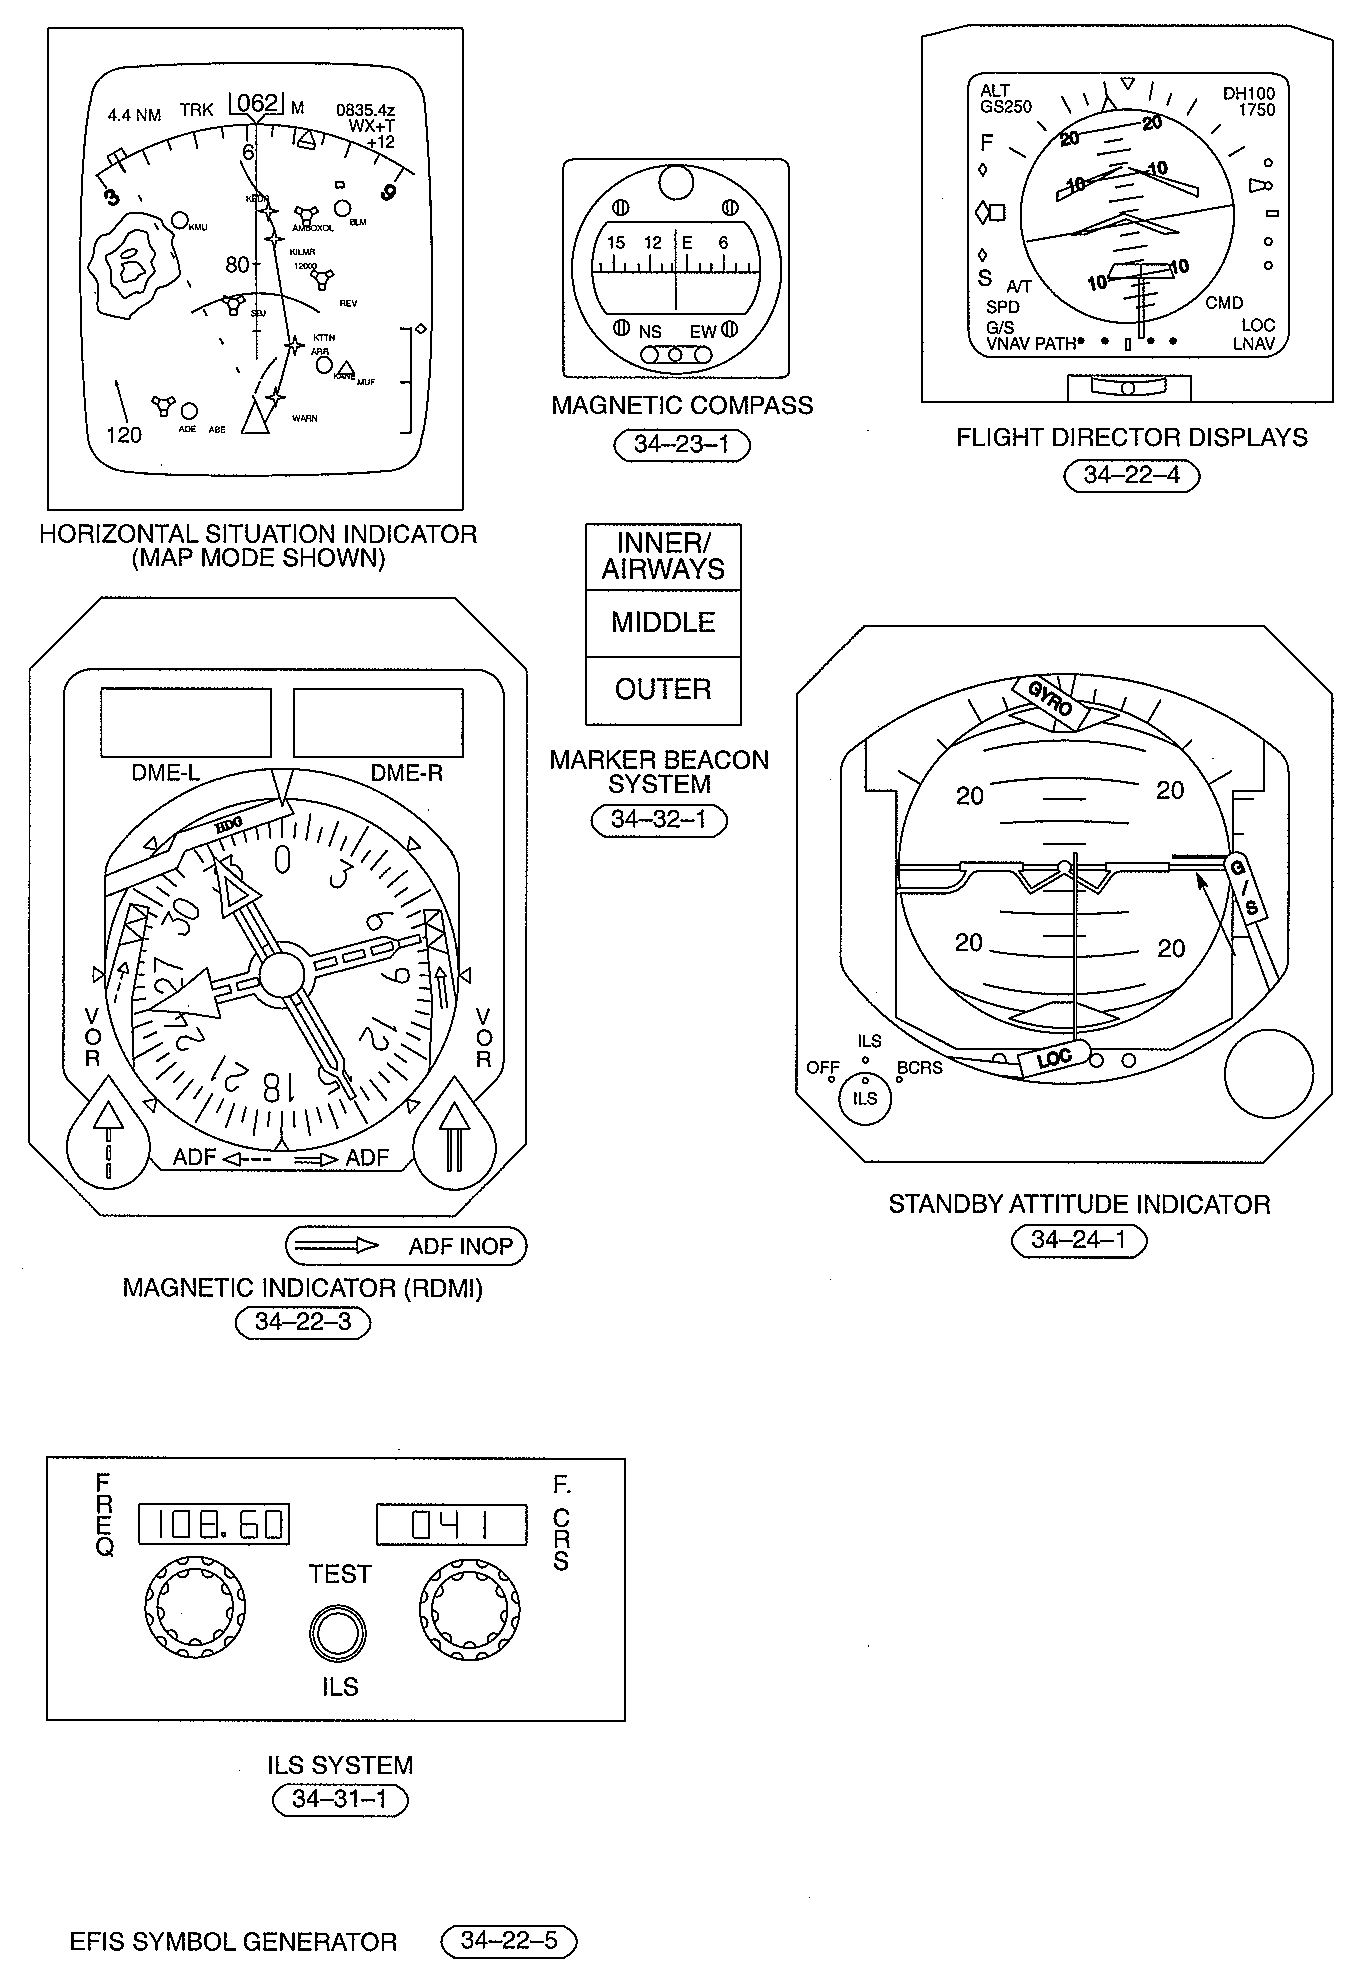 4.4 NM TRK 062 M 0835.4z
WX+T
+12
3 6 9
KMU
AMBOXOL BLM
KILMR
12000
80
REV
SBJ
KTTN
ARR
MUF
WARN
120
ADE ABE
HORIZONTAL SITUATION INDICATOR
(MAP MODE SHOWN)
15 12 E 6
NS EW
MAGNETIC COMPASS
34–23–1
ALT
GS250
DH100
1750
F
20 20
10 10
S
10 10
A/T
SPD
CMD
G/S
LOC
VNAV PATH
LNAV
FLIGHT DIRECTOR DISPLAYS
34–22–4
INNER/
AIRWAYS
MIDDLE
OUTER
MARKER BEACON
SYSTEM
34–32–1
DME-L DME-R
HDG
0 3 6 9 12 18 21 24 27 30
VOR
VOR
ADF ADF
ADF INOP
MAGNETIC INDICATOR (RDMI)
34–22–3
GYRO
20 20
G/S
20 20
ILS
LOC
OFF BCRS
ILS
STANDBY ATTITUDE INDICATOR
34–24–1
FREQ
108.60
041
F. CRS
TEST
ILS
ILS SYSTEM
34–31–1
EFIS SYMBOL GENERATOR 34–22–5